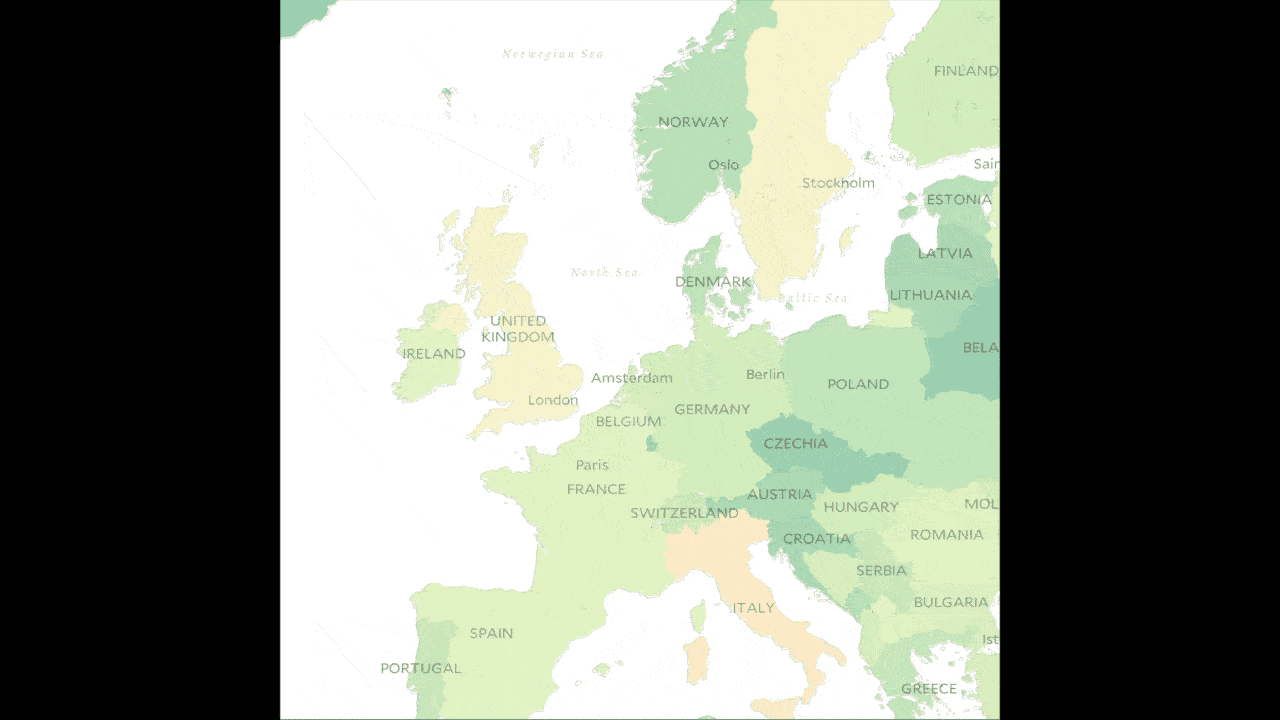 Norwegian Sea
FINLAND
NORWAY
Oslo
Sain
Stockholm
ESTONIA
LATVIA
North Sea
DENMARK
LITHUANIA
Baltic Sea
UNITED
KINGDOM
IRELAND
BELA
Amsterdam
Berlin
POLAND
London
GERMANY
BELGIUM
CZECHIA
Paris
FRANCE
AUSTRIA
SWITZERLAND
HUNGARY
MOL
CROATIA
ROMANIA
SERBIA
BULGARIA
ITALY
SPAIN
Ist
PORTUGAL
GREECE